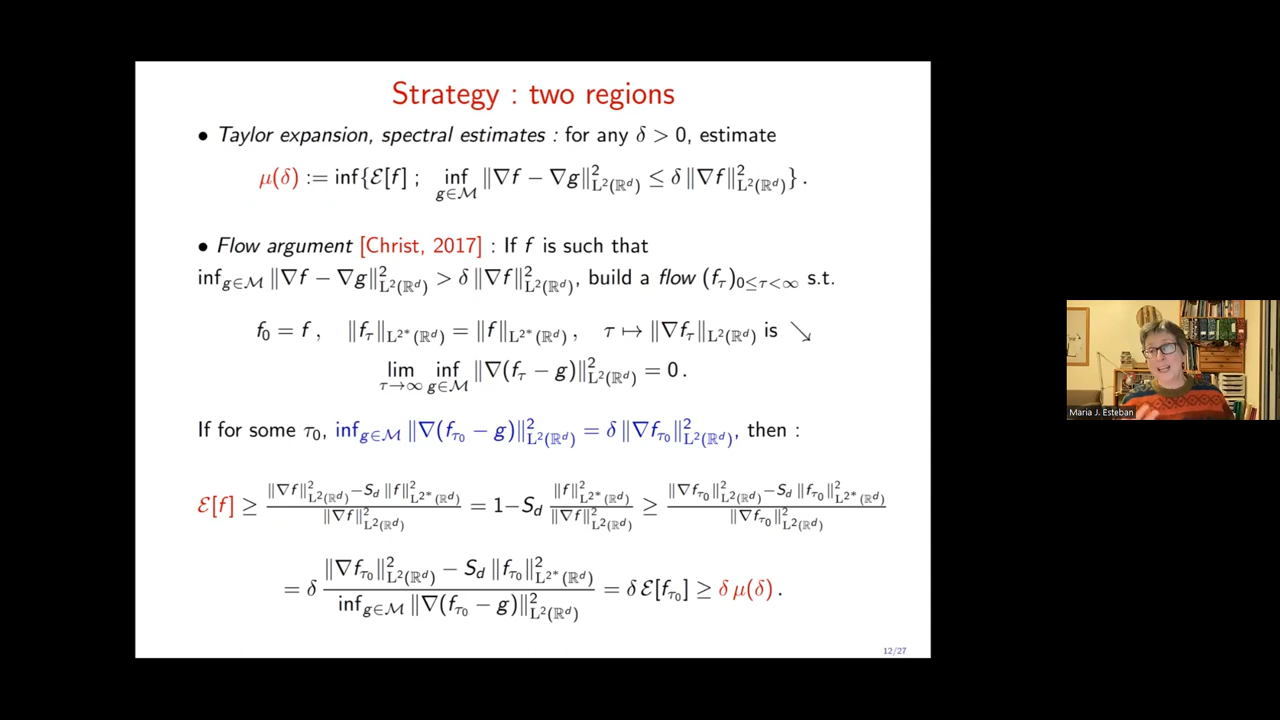 Strategy : two regions
• Taylor expansion, spectral estimates : for any δ > 0, estimate
μ(δ) := inf{ℰ[f] ; inf_{g∈ℳ} ‖∇f − ∇g‖²_{L²(ℝᵈ)} ≤ δ ‖∇f‖²_{L²(ℝᵈ)}} .
• Flow argument [Christ, 2017] : If f is such that
inf_{g∈ℳ} ‖∇f − ∇g‖²_{L²(ℝᵈ)} > δ ‖∇f‖²_{L²(ℝᵈ)}, build a flow (f_τ)_{0≤τ<∞} s.t.
f₀ = f , ‖f_τ‖_{L^{2*}(ℝᵈ)} = ‖f‖_{L^{2*}(ℝᵈ)} , τ ↦ ‖∇f_τ‖_{L²(ℝᵈ)} is ↘
lim_{τ→∞} inf_{g∈ℳ} ‖∇(f_τ − g)‖²_{L²(ℝᵈ)} = 0 .
If for some τ₀, inf_{g∈ℳ} ‖∇(f_{τ₀} − g)‖²_{L²(ℝᵈ)} = δ ‖∇f_{τ₀}‖²_{L²(ℝᵈ)}, then :
ℰ[f] ≥ (‖∇f‖²_{L²(ℝᵈ)} − S_d ‖f‖²_{L^{2*}(ℝᵈ)}) / ‖∇f‖²_{L²(ℝᵈ)} = 1 − S_d ‖f‖²_{L^{2*}(ℝᵈ)} / ‖∇f‖²_{L²(ℝᵈ)} ≥ (‖∇f_{τ₀}‖²_{L²(ℝᵈ)} − S_d ‖f_{τ₀}‖²_{L^{2*}(ℝᵈ)}) / ‖∇f_{τ₀}‖²_{L²(ℝᵈ)}
= δ (‖∇f_{τ₀}‖²_{L²(ℝᵈ)} − S_d ‖f_{τ₀}‖²_{L^{2*}(ℝᵈ)}) / inf_{g∈ℳ} ‖∇(f_{τ₀} − g)‖²_{L²(ℝᵈ)} = δ ℰ[f_{τ₀}] ≥ δ μ(δ) .
12/27
Maria J. Esteban